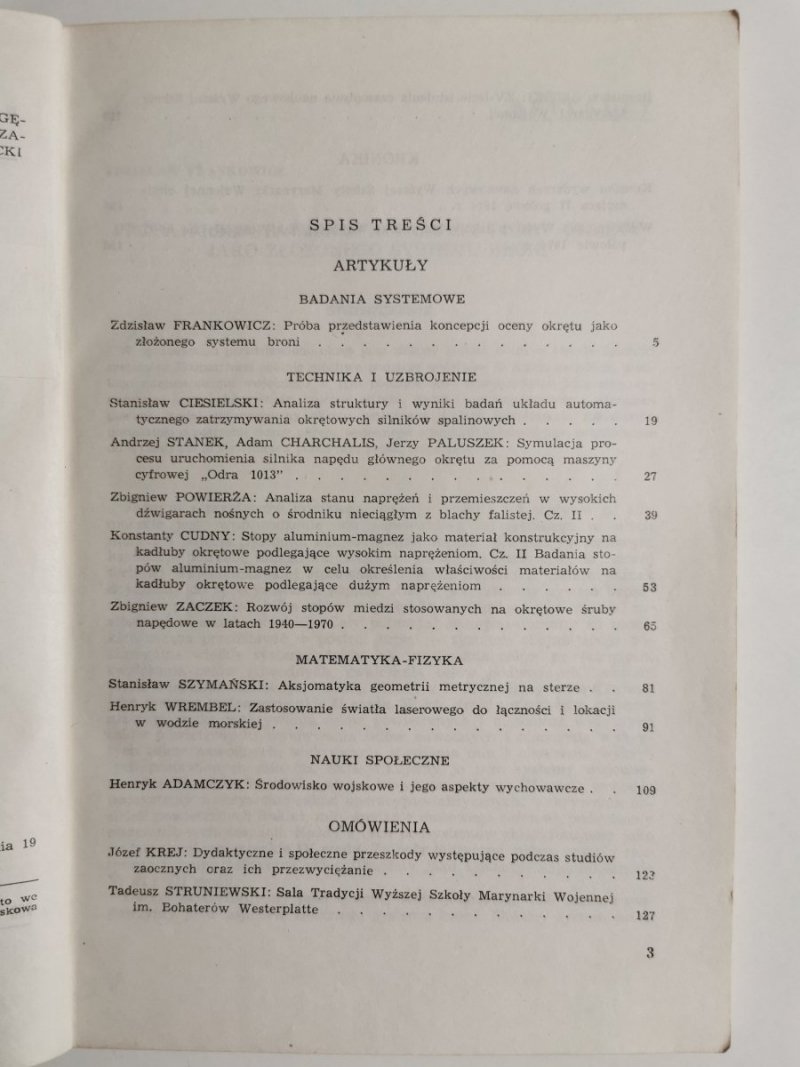 GĘ-
ZA-
CKI
SPIS TREŚCI
ARTYKUŁY
BADANIA SYSTEMOWE
Zdzisław FRANKOWICZ: Próba przedstawienia koncepcji oceny okrętu jako
złożonego systemu broni . . . . . . . . . . . . . . 5
TECHNIKA I UZBROJENIE
Stanisław CIESIELSKI: Analiza struktury i wyniki badań układu automa-
tycznego zatrzymywania okrętowych silników spalinowych . . . . . 19
Andrzej STANEK, Adam CHARCHALIS, Jerzy PALUSZEK: Symulacja pro-
cesu uruchomienia silnika napędu głównego okrętu za pomocą maszyny
cyfrowej „Odra 1013” . . . . . . . . . . . . . . . 27
Zbigniew POWIERŻA: Analiza stanu naprężeń i przemieszczeń w wysokich
dźwigarach nośnych o środniku nieciągłym z blachy falistej. Cz. II . . 39
Konstanty CUDNY: Stopy aluminium-magnez jako materiał konstrukcyjny na
kadłuby okrętowe podlegające wysokim naprężeniom. Cz. II Badania sto-
pów aluminium-magnez w celu określenia właściwości materiałów na
kadłuby okrętowe podlegające dużym naprężeniom . . . . . . 53
Zbigniew ZACZEK: Rozwój stopów miedzi stosowanych na okrętowe śruby
napędowe w latach 1940—1970 . . . . . . . . . . . . . 65
MATEMATYKA-FIZYKA
Stanisław SZYMAŃSKI: Aksjomatyka geometrii metrycznej na sterze . . 81
Henryk WREMBEL: Zastosowanie światła laserowego do łączności i lokacji
w wodzie morskiej . . . . . . . . . . . . . . . . 91
NAUKI SPOŁECZNE
Henryk ADAMCZYK: Środowisko wojskowe i jego aspekty wychowawcze . . 109
OMÓWIENIA
Józef KREJ: Dydaktyczne i społeczne przeszkody występujące podczas studiów
zaocznych oraz ich przezwyciężanie . . . . . . . . . . . 123
Tadeusz STRUNIEWSKI: Sala Tradycji Wyższej Szkoły Marynarki Wojennej
im. Bohaterów Westerplatte . . . . . . . . . . . . . 127
3
ia 19
to we
skowa